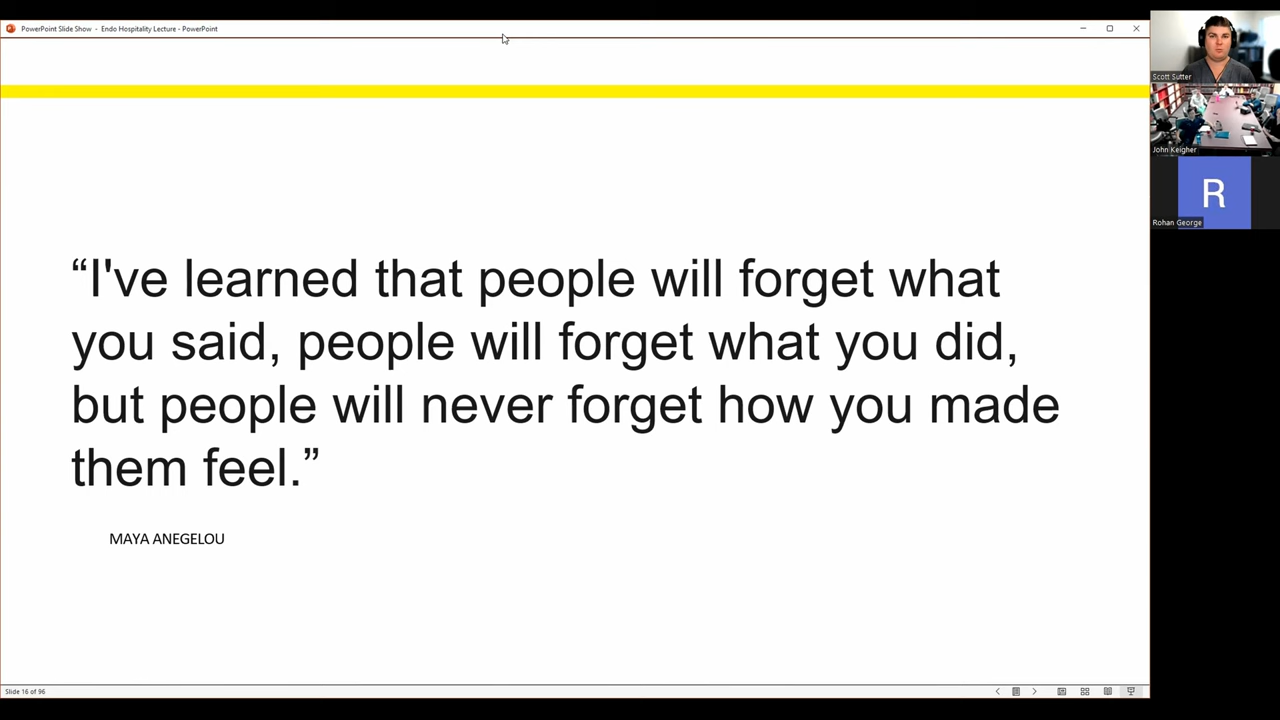 PowerPoint Slide Show - Endo Hospitality Lecture - PowerPoint
Scott Sutter
John Keigher
R
Rohan George
“I've learned that people will forget what
you said, people will forget what you did,
but people will never forget how you made
them feel.”
MAYA ANEGELOU
Slide 16 of 96